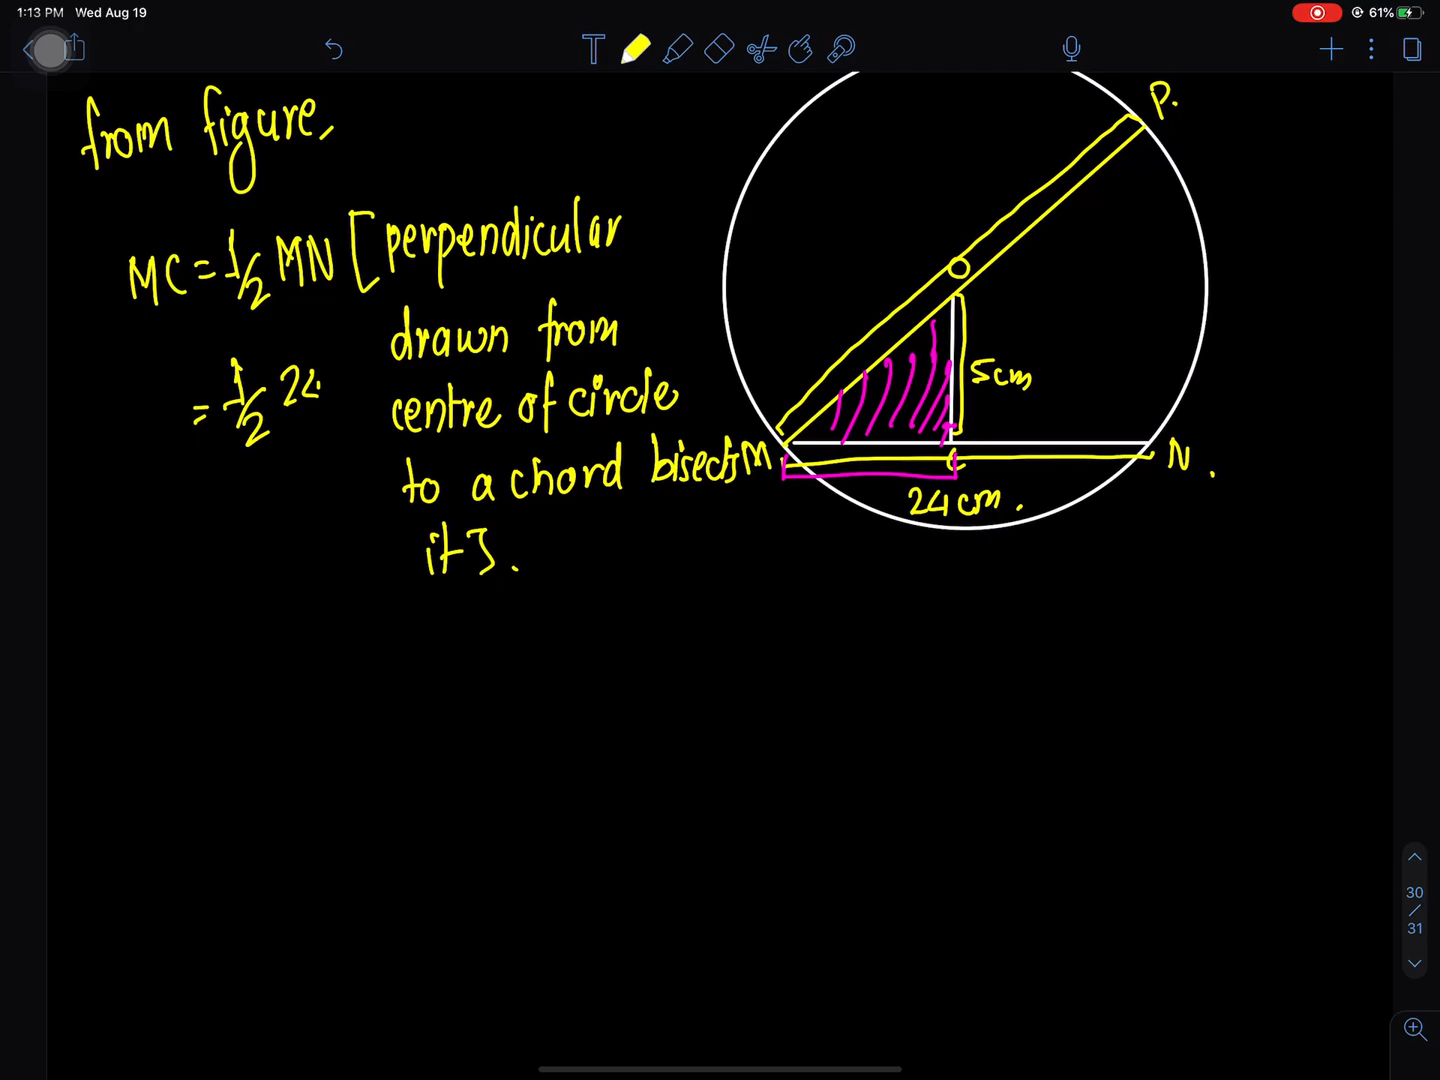 1:13 PM Wed Aug 19
61%
T
from figure,
P.
MC = 1/2 MN [perpendicular
drawn from
centre of circle
to a chord bisects
it].
= 1/2 24
O
5cm
M
C
N.
24cm.
30
/
31